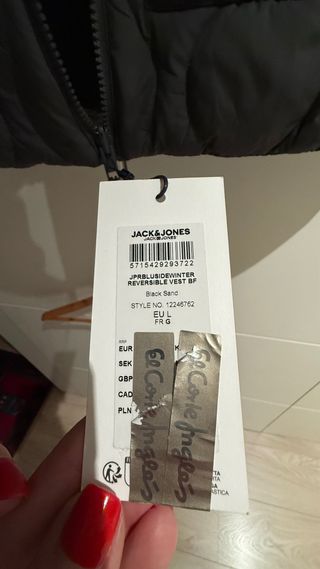 JACK&JONES
JACK&JONES
5715429293722
JPRBLUSIDEWINTER
REVERSIBLE VEST BF
Black Sand
STYLE NO. 12246762
EU L
FR G
RRP
EUR
SEK
GBP
CAD
PLN
El Corte Inglés
El Corte Inglés